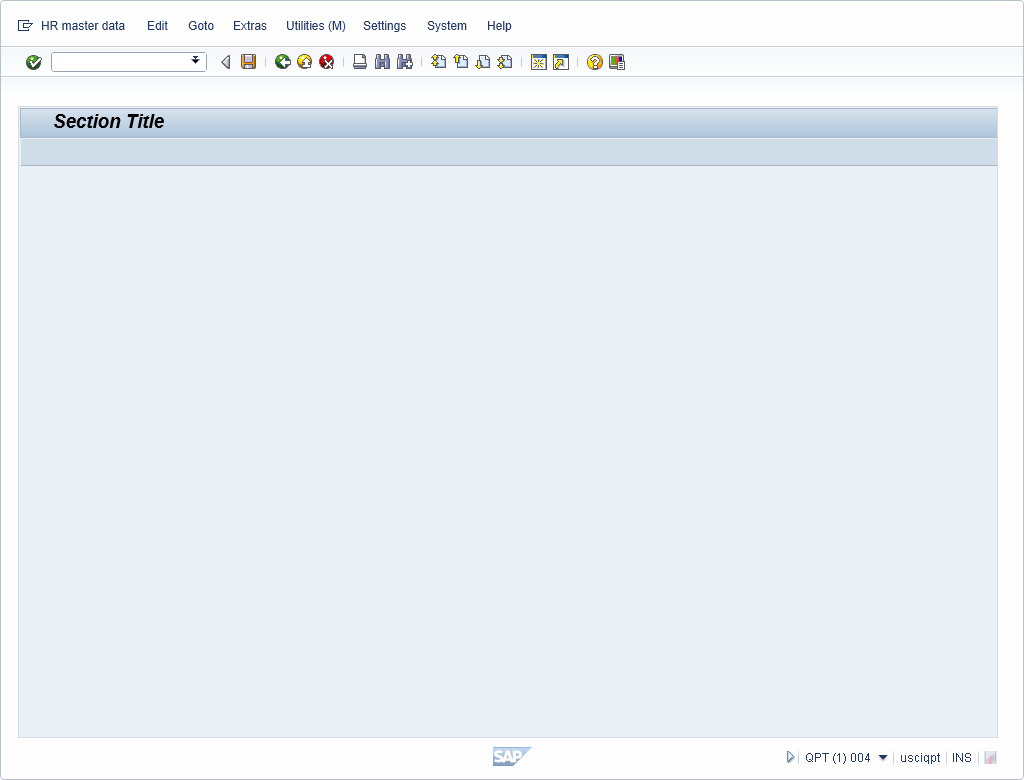 HR master data Edit Goto Extras Utilities (M) Settings System Help
Section Title
SAP QPT (1) 004 usciqpt INS